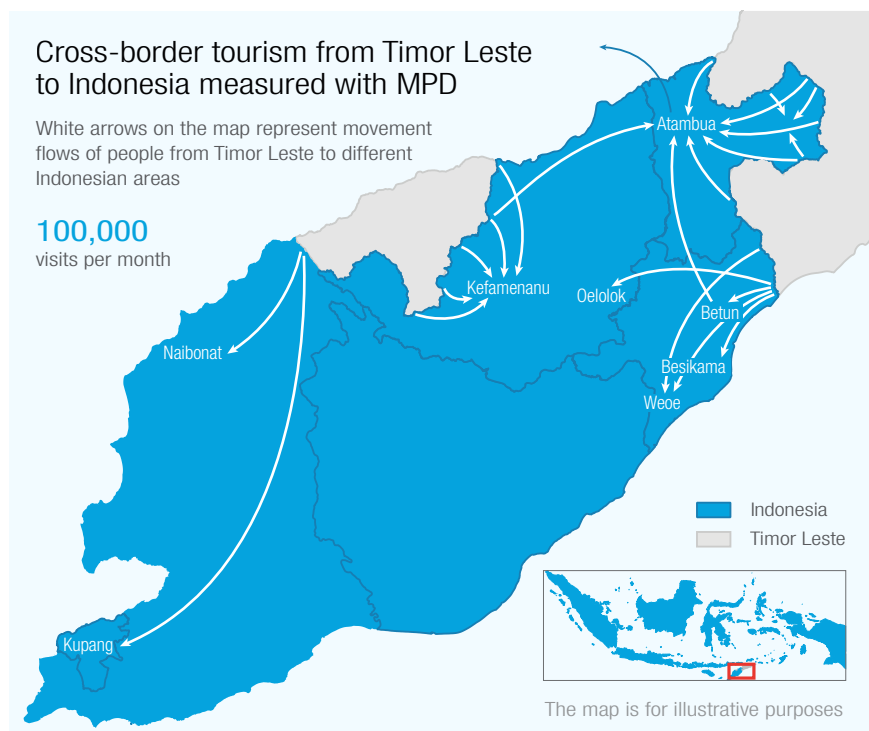 Cross-border tourism from Timor Leste
to Indonesia measured with MPD
White arrows on the map represent movement
flows of people from Timor Leste to different
Indonesian areas
100,000
visits per month
Atambua
Kefamenanu
Oelolok
Betun
Naibonat
Besikama
Weoe
Kupang
Indonesia
Timor Leste
The map is for illustrative purposes